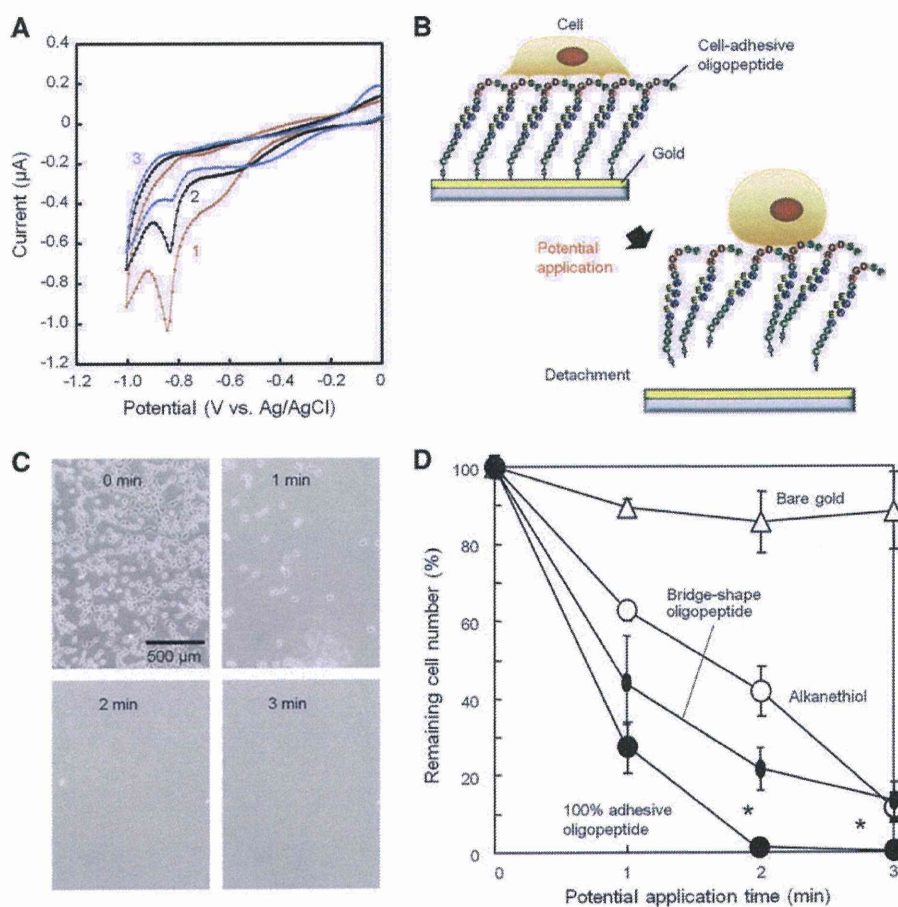 A
0.4
0.2
0
-0.2
-0.4
-0.6
-0.8
-1.0
-1.2
Current (μA)
3
2
1
-1.2
-1.0
-0.8
-0.6
-0.4
-0.2
0
Potential (V vs. Ag/AgCl)
B
Cell
Cell-adhesive
oligopeptide
Gold
Potential
application
Detachment
C
0 min
500 μm
1 min
2 min
3 min
D
100
80
60
40
20
0
Remaining cell number (%)
Bare gold
Bridge-shape
oligopeptide
Alkanethiol
100% adhesive
oligopeptide
*
*
0
1
2
3
Potential application time (min)